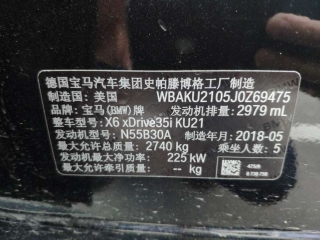 德国宝马汽车集团史帕滕博格工厂制造
制造国: 美国 WBAKU2105J0Z69475
品牌: 宝马(BMW)牌 排量: 2979 mL
整车型号: X6 xDrive35i KU21
发动机型号: N55B30A 制造年月: 2018-05
最大允许总质量: 2740 kg 乘坐人数: 5
发动机最大净功率: 225 kW
最大允许牵引质量: -- kg